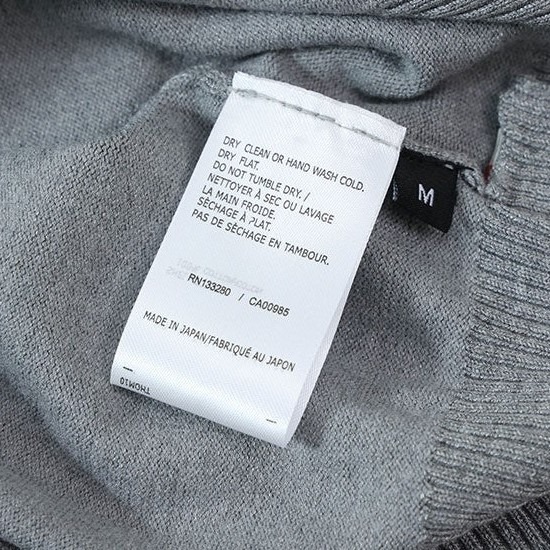 DRY CLEAN OR HAND WASH COLD.
DRY FLAT.
DO NOT TUMBLE DRY./
NETTOYER À SEC OU LAVAGE
LA MAIN FROIDE.
SÉCHAGE À PLAT.
PAS DE SÉCHAGE EN TAMBOUR.
RN133280 / CA00985
MADE IN JAPAN/FABRIQUÉ AU JAPON
THOM10
M